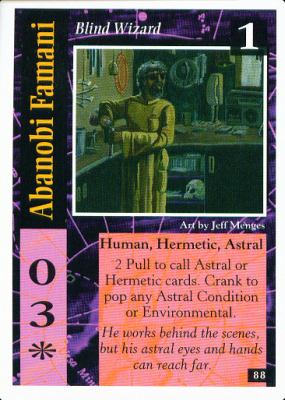 Blind Wizard
1
Abanobi Famani
Art by Jeff Menges
0
3
*
Human, Hermetic, Astral
2 Pull to call Astral or
Hermetic cards. Crank to
pop any Astral Condition
or Environmental.
He works behind the scenes,
but his astral eyes and hands
can reach far.
88